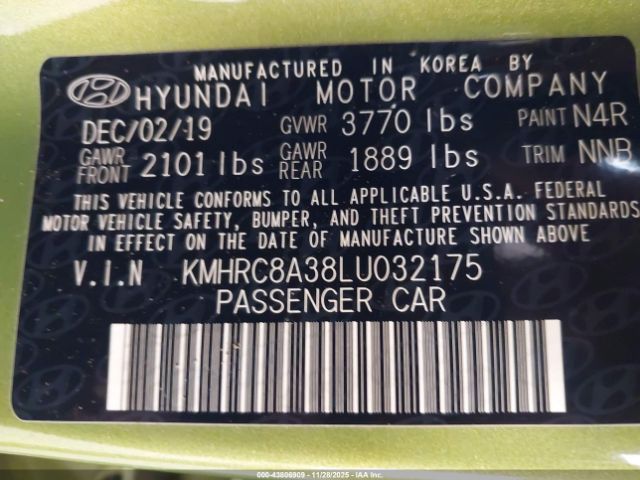 MANUFACTURED IN KOREA BY
HYUNDAI MOTOR COMPANY
DEC/02/19 GVWR 3770 lbs PAINT N4R
GAWR FRONT 2101 lbs GAWR REAR 1889 lbs TRIM NNB
THIS VEHICLE CONFORMS TO ALL APPLICABLE U.S.A. FEDERAL
MOTOR VEHICLE SAFETY, BUMPER, AND THEFT PREVENTION STANDARDS
IN EFFECT ON THE DATE OF MANUFACTURE SHOWN ABOVE
V.I.N KMHRC8A38LU032175
PASSENGER CAR
000-43806909 | 11/28/2025 | IAAI.COM